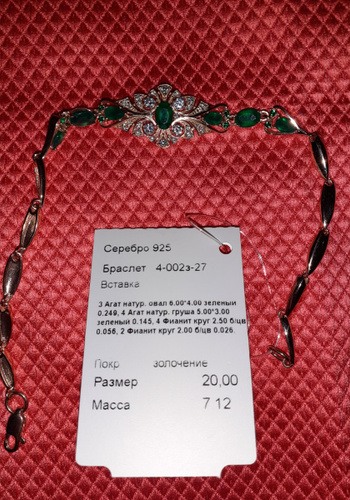 Серебро 925
Браслет 4-002з-27
Вставка
3 Агат натур. овал 6.00*4.00 зеленый
0.249, 4 Агат натур. груша 5.00*3.00
зеленый 0.145, 4 Фианит круг 2.50 б/цв
0.056, 2 Фианит круг 2.00 б/цв 0.026,
Покр золочение
Размер 20,00
Масса 7 12